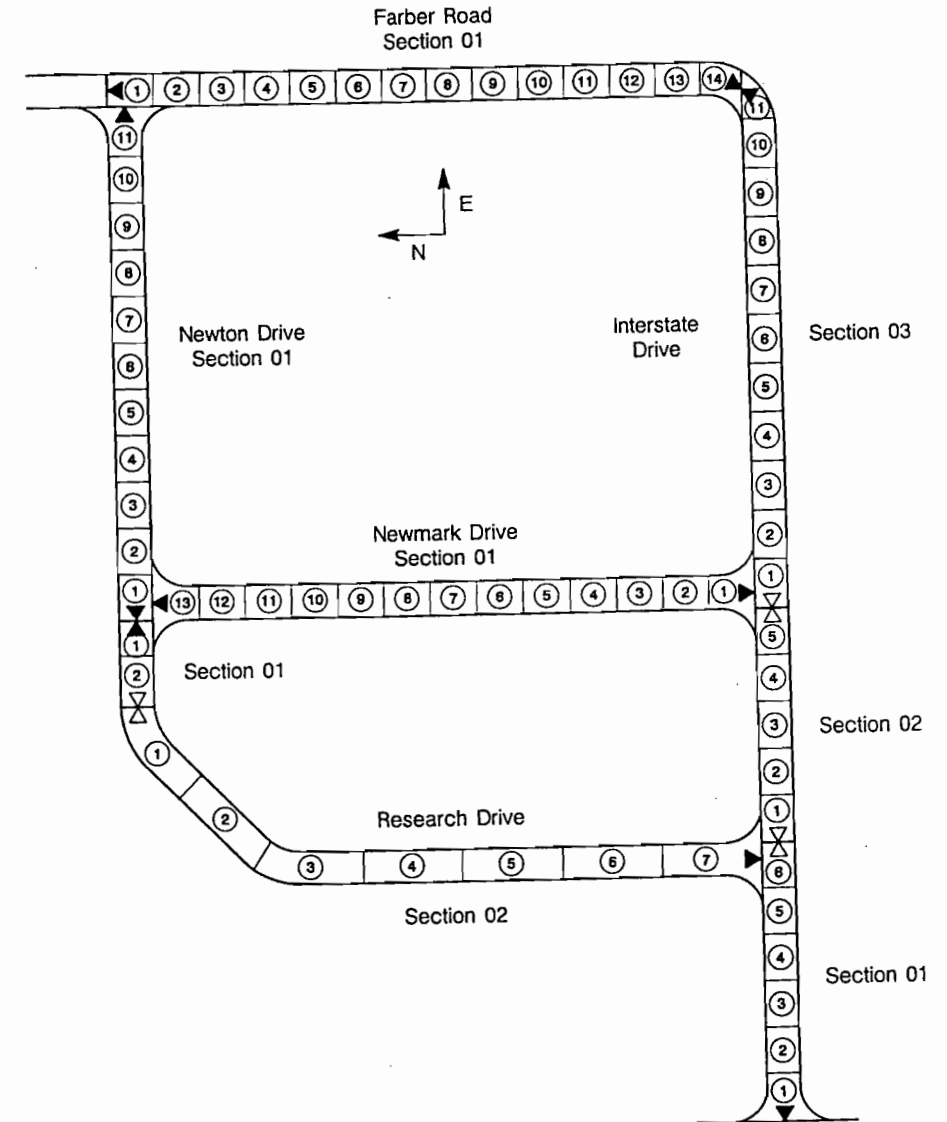 Farber Road
Section 01
1 2 3 4 5 6 7 8 9 10 11 12 13 14
11
10
9
8
7
6
5
4
3
2
1
E
N
Newton Drive
Section 01
Interstate
Drive
11
10
9
8
7
6
5
4
3
2
1
Section 03
Newmark Drive
Section 01
13 12 11 10 9 8 7 6 5 4 3 2 1
1
2
Section 01
5
4
3
2
1
Section 02
1
2
3 4 5 6 7
Research Drive
Section 02
6
5
4
3
2
1
Section 01